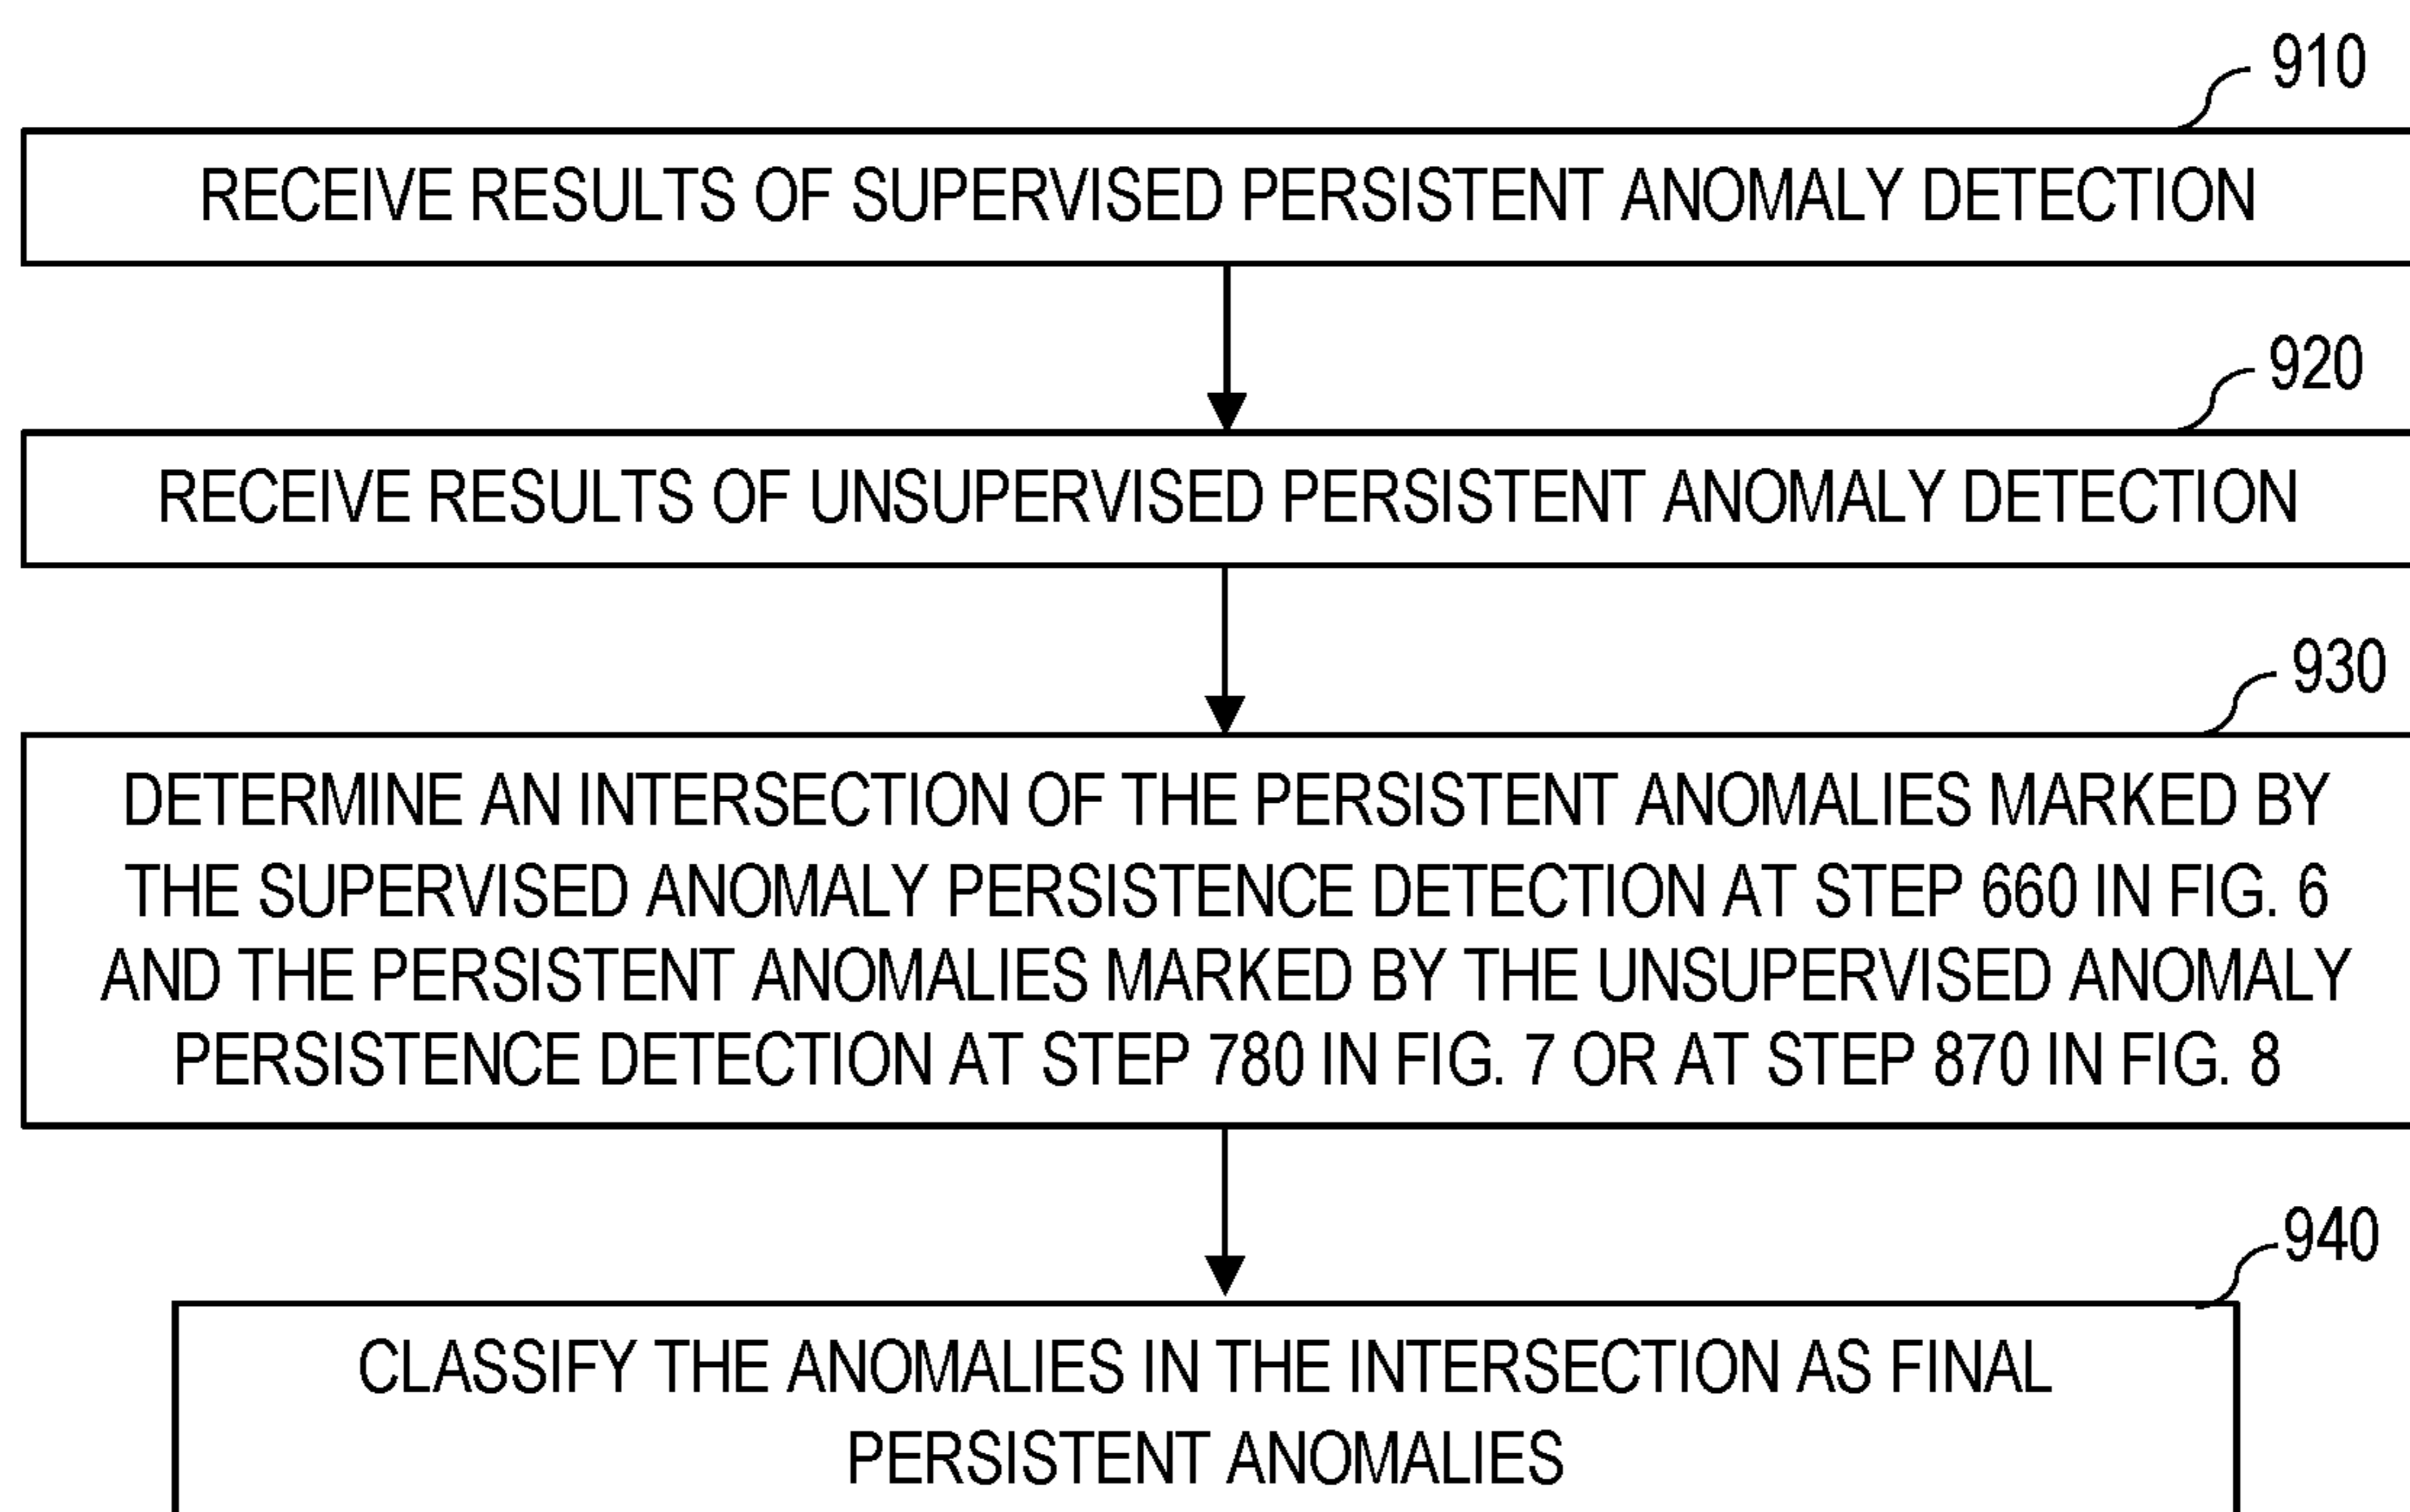 910
RECEIVE RESULTS OF SUPERVISED PERSISTENT ANOMALY DETECTION
920
RECEIVE RESULTS OF UNSUPERVISED PERSISTENT ANOMALY DETECTION
930
DETERMINE AN INTERSECTION OF THE PERSISTENT ANOMALIES MARKED BY
THE SUPERVISED ANOMALY PERSISTENCE DETECTION AT STEP 660 IN FIG. 6
AND THE PERSISTENT ANOMALIES MARKED BY THE UNSUPERVISED ANOMALY
PERSISTENCE DETECTION AT STEP 780 IN FIG. 7 OR AT STEP 870 IN FIG. 8
940
CLASSIFY THE ANOMALIES IN THE INTERSECTION AS FINAL
PERSISTENT ANOMALIES